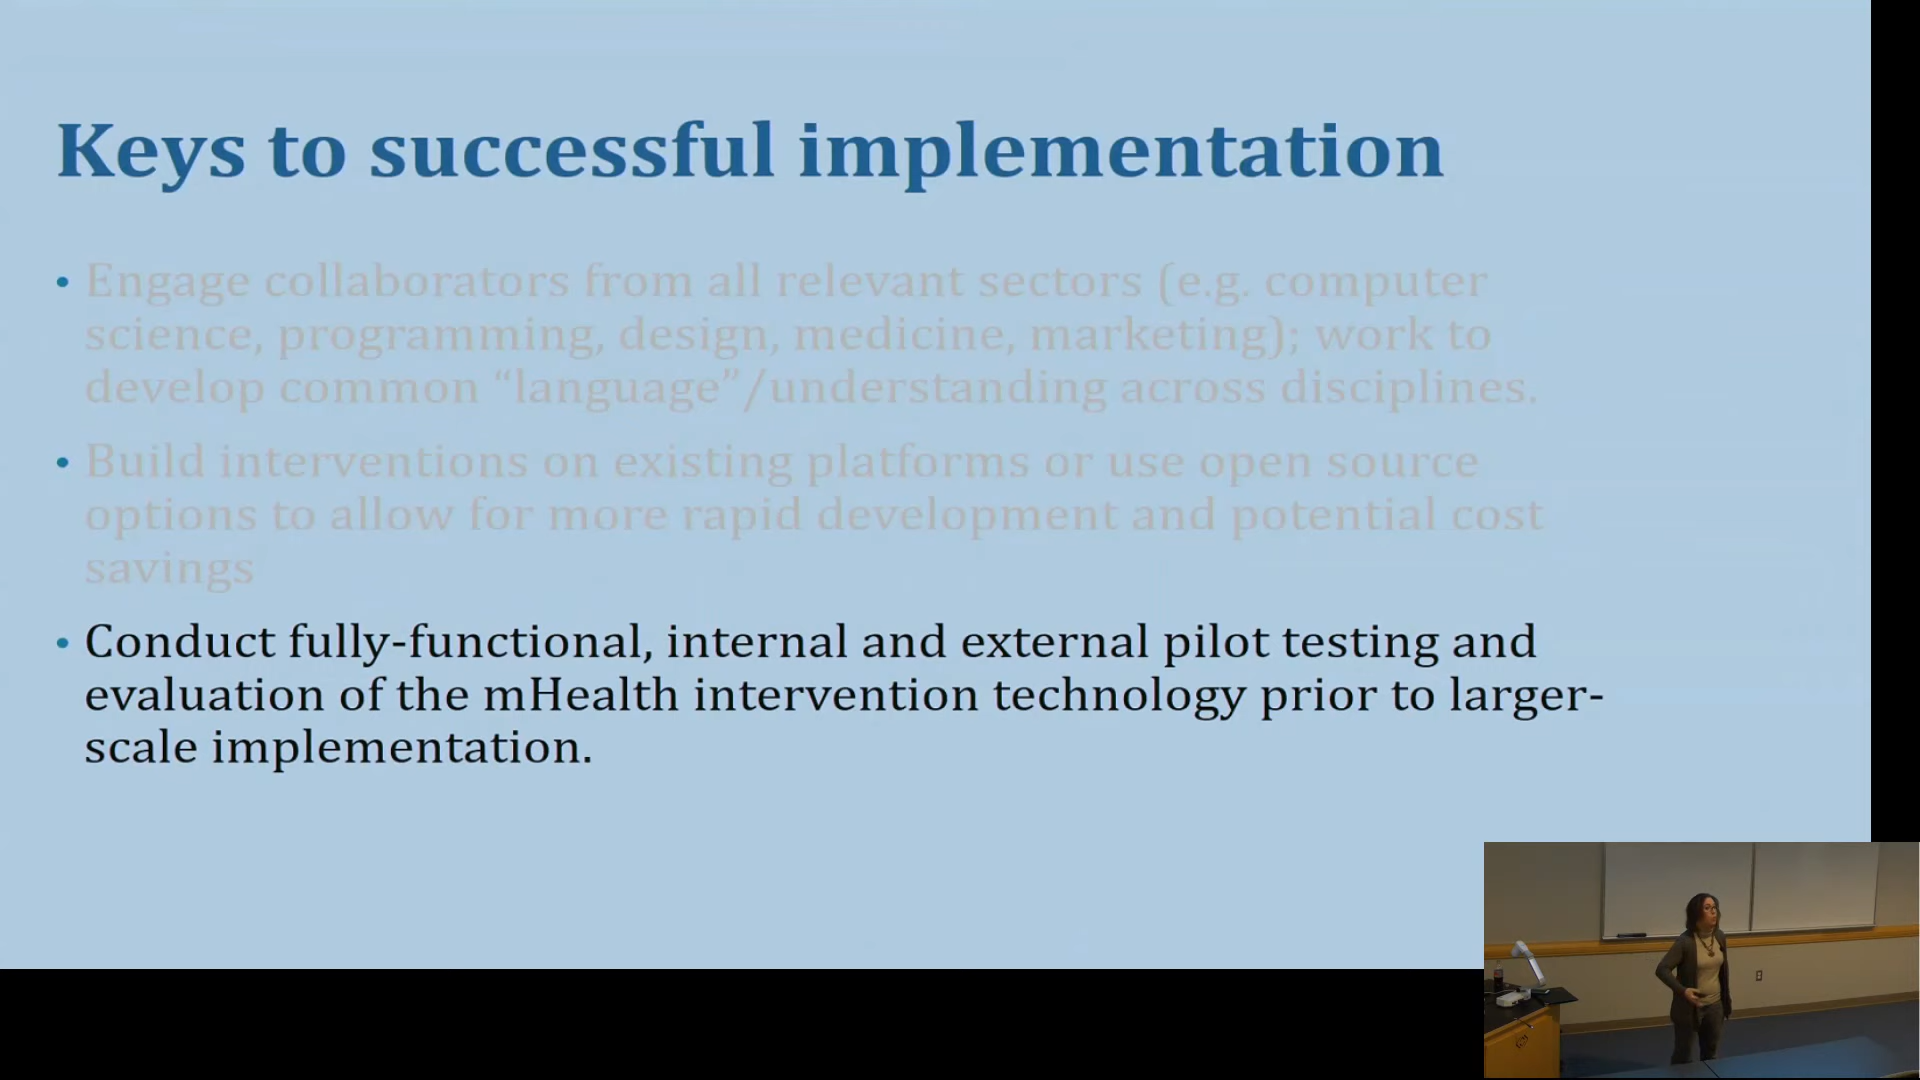 Keys to successful implementation
• Engage collaborators from all relevant sectors (e.g. computer
science, programming, design, medicine, marketing); work to
develop common “language”/understanding across disciplines.
• Build interventions on existing platforms or use open source
options to allow for more rapid development and potential cost
savings
• Conduct fully-functional, internal and external pilot testing and
evaluation of the mHealth intervention technology prior to larger-
scale implementation.